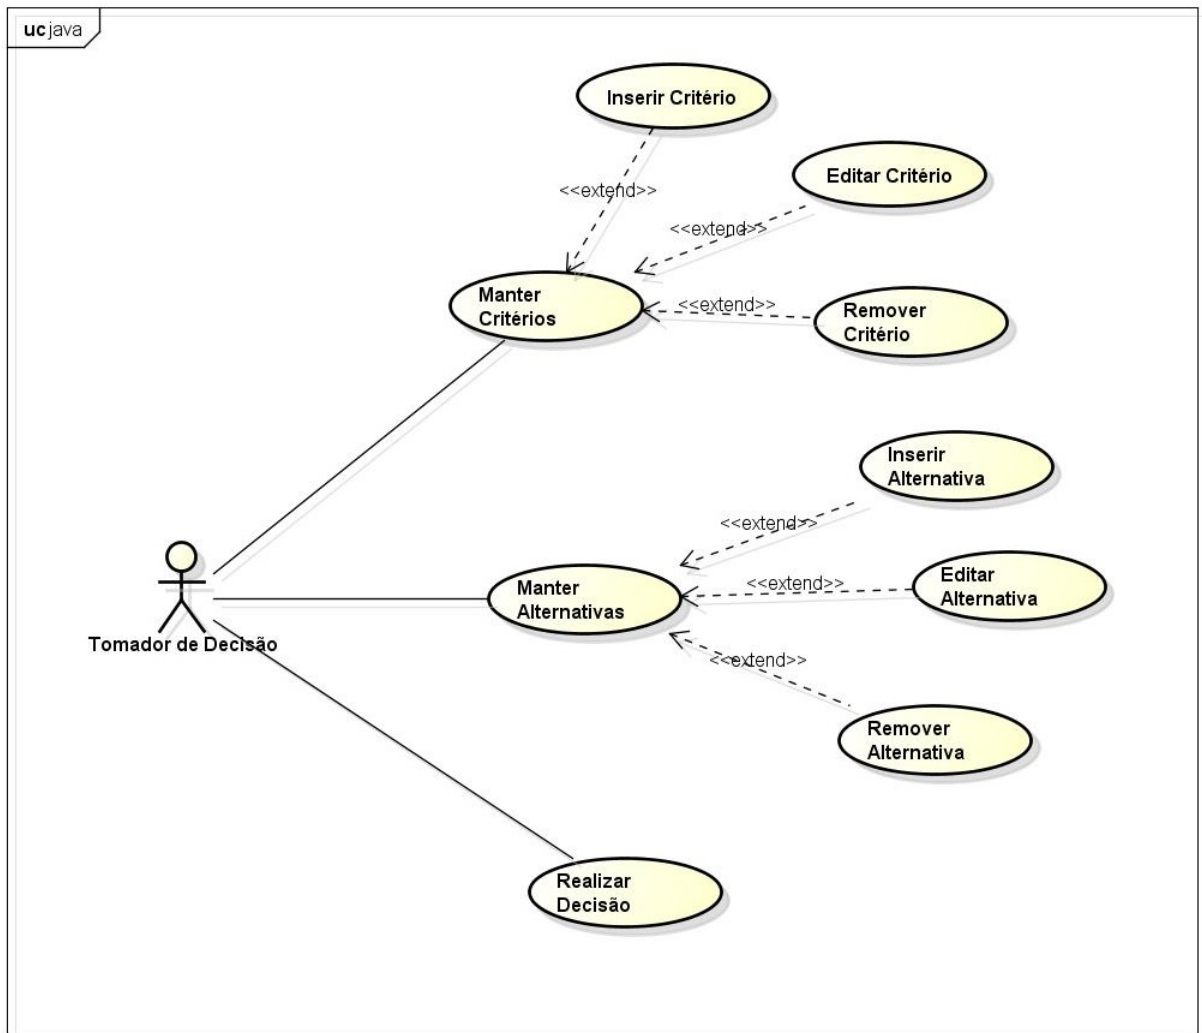 uc java
Inserir Critério
<<extend>>
Editar Critério
<<extend>>
Manter
Critérios
<<extend>>
Remover
Critério
Inserir
Alternativa
<<extend>>
Manter
Alternativas
<<extend>>
Editar
Alternativa
<<extend>>
Tomador de Decisão
Remover
Alternativa
Realizar
Decisão